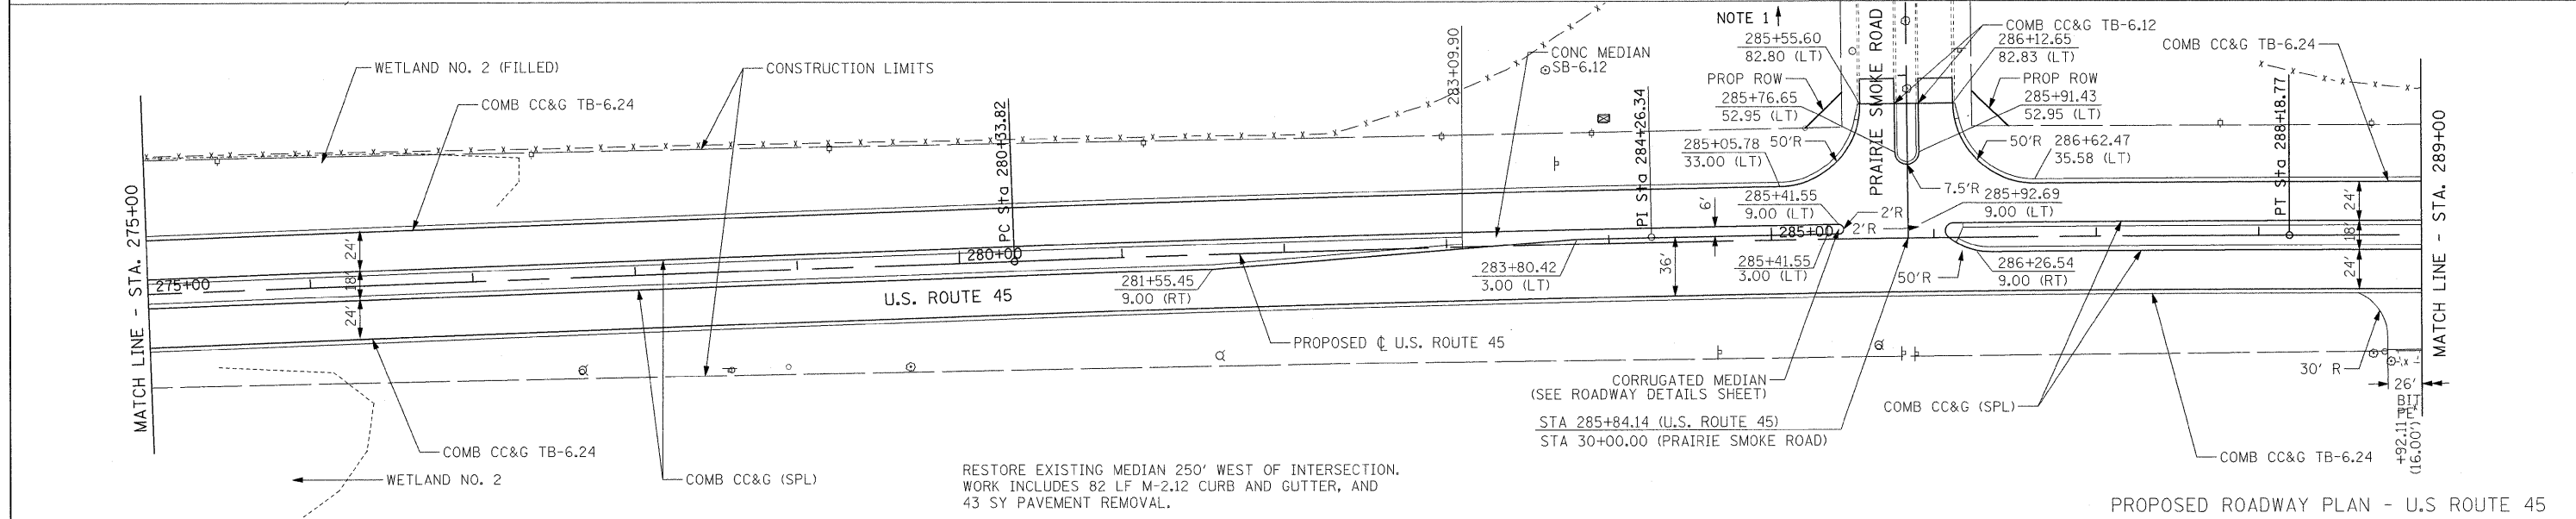 WETLAND NO. 2 (FILLED)
CONSTRUCTION LIMITS
COMB CC&G TB-6.24
283+09.90
CONC MEDIAN
SB-6.12
NOTE 1
285+55.60
82.80 (LT)
PROP ROW
285+76.65
52.95 (LT)
PRAIRIE SMOKE ROAD
COMB CC&G TB-6.12
286+12.65
82.83 (LT)
PROP ROW
285+91.43
52.95 (LT)
COMB CC&G TB-6.24
MATCH LINE - STA. 275+00
PC Sta 280+33.82
PI Sta 284+26.34
285+05.78
33.00 (LT)
50'R
50'R
286+62.47
35.58 (LT)
PT Sta 288+18.77
MATCH LINE - STA. 289+00
7.5'R
285+41.55
9.00 (LT)
2'R
2'R
285+92.69
9.00 (LT)
6'
24'
18'
24'
24'
18'
24'
275+00
280+00
285+00
36'
281+55.45
9.00 (RT)
283+80.42
3.00 (LT)
285+41.55
3.00 (LT)
50'R
286+26.54
9.00 (RT)
U.S. ROUTE 45
PROPOSED ℄ U.S. ROUTE 45
CORRUGATED MEDIAN
(SEE ROADWAY DETAILS SHEET)
STA 285+84.14 (U.S. ROUTE 45)
STA 30+00.00 (PRAIRIE SMOKE ROAD)
COMB CC&G (SPL)
30' R
26'
BIT
PE
+92.11
(16.00')
COMB CC&G TB-6.24
WETLAND NO. 2
COMB CC&G (SPL)
COMB CC&G TB-6.24
RESTORE EXISTING MEDIAN 250' WEST OF INTERSECTION.
WORK INCLUDES 82 LF M-2.12 CURB AND GUTTER, AND
43 SY PAVEMENT REMOVAL.
PROPOSED ROADWAY PLAN - U.S ROUTE 45